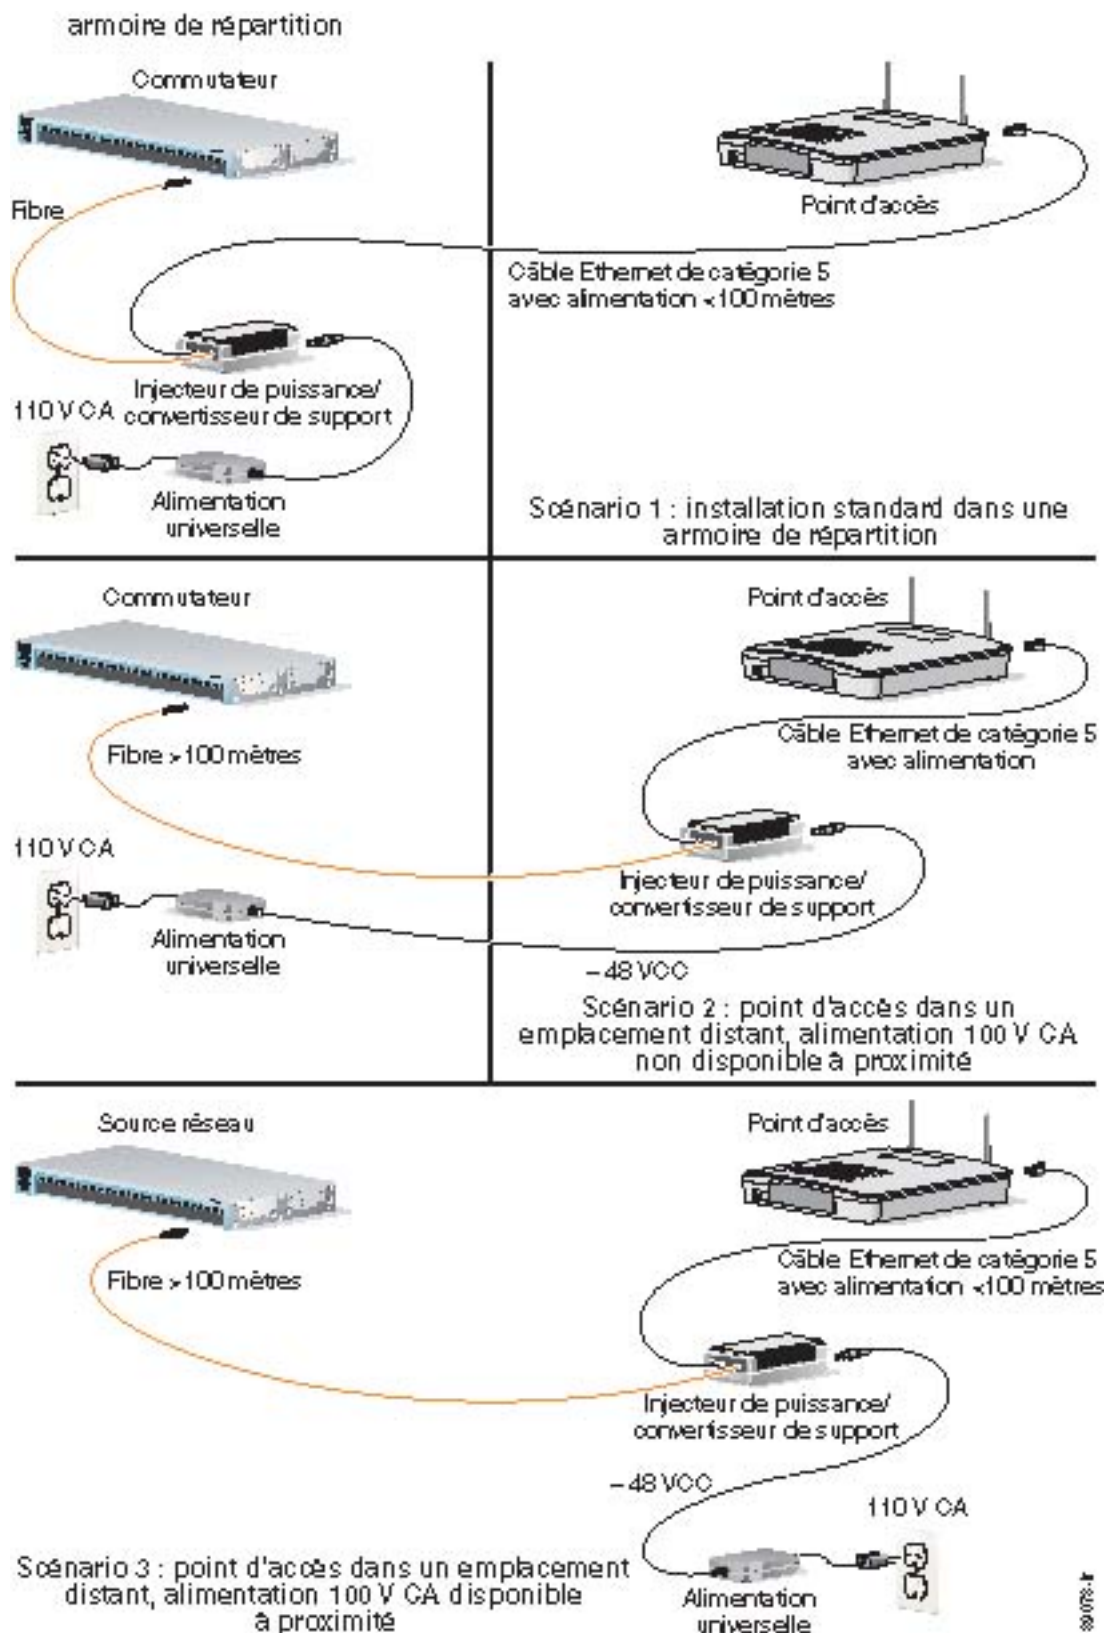 armoire de répartition
Commutateur
Fibre
Point d'accès
Câble Ethernet de catégorie 5
avec alimentation <100 mètres
Injecteur de puissance/
convertisseur de support
110 V CA
Alimentation
universelle
Scénario 1 : installation standard dans une
armoire de répartition
Commutateur
Point d'accès
Fibre >100 mètres
Câble Ethernet de catégorie 5
avec alimentation
110 V CA
Injecteur de puissance/
convertisseur de support
Alimentation
universelle
– 48 VCC
Scénario 2 : point d'accès dans un
emplacement distant, alimentation 100 V CA
non disponible à proximité
Source réseau
Point d'accès
Fibre >100 mètres
Câble Ethernet de catégorie 5
avec alimentation <100 mètres
Injecteur de puissance/
convertisseur de support
– 48 VCC
110 V CA
Scénario 3 : point d'accès dans un emplacement
distant, alimentation 100 V CA disponible
à proximité
Alimentation
universelle